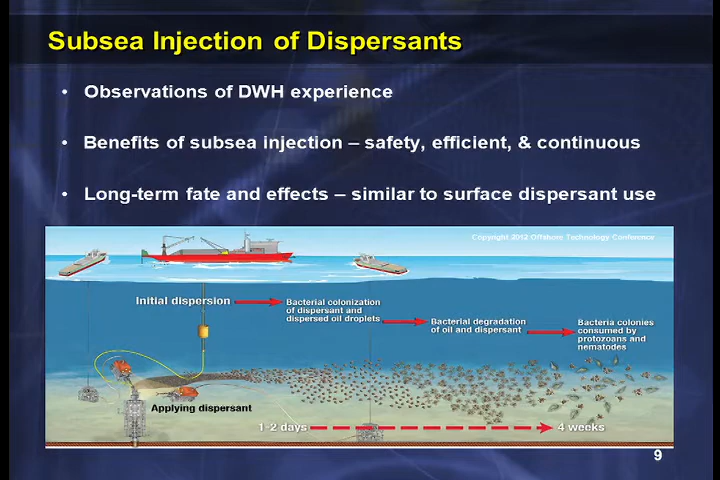 Subsea Injection of Dispersants
• Observations of DWH experience
• Benefits of subsea injection – safety, efficient, & continuous
• Long-term fate and effects – similar to surface dispersant use
Copyright 2012 Offshore Technology Conference
Initial dispersion
Bacterial colonization
of dispersant and
dispersed oil droplets
Bacterial degradation
of oil and dispersant
Bacteria colonies
consumed by
protozoans and
nematodes
Applying dispersant
1-2 days
4 weeks
9